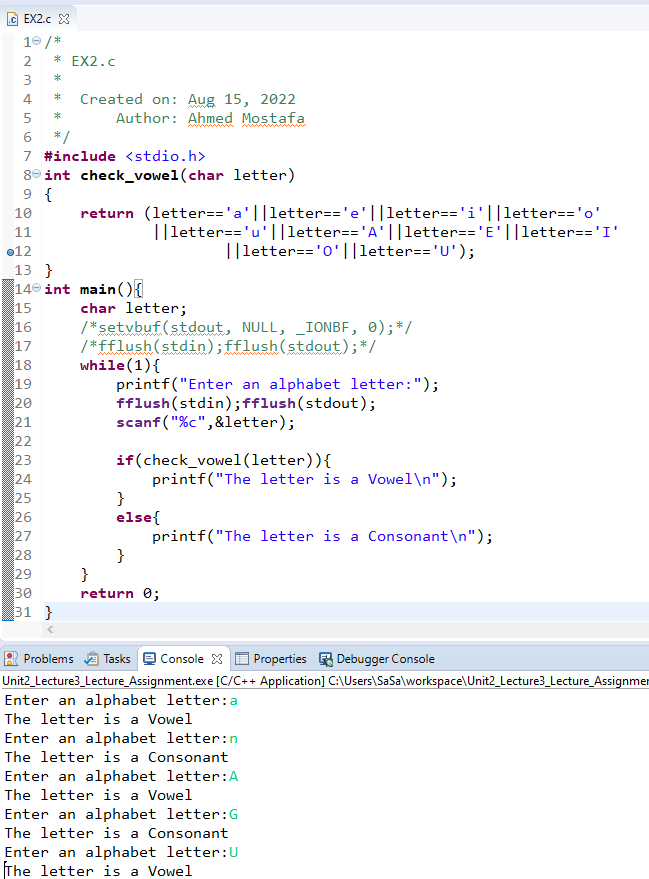 EX2.c
1 /*
2  * EX2.c
3  *
4  *  Created on: Aug 15, 2022
5  *      Author: Ahmed Mostafa
6  */
7 #include <stdio.h>
8 int check_vowel(char letter)
9 {
10     return (letter=='a'||letter=='e'||letter=='i'||letter=='o'
11             ||letter=='u'||letter=='A'||letter=='E'||letter=='I'
12                     ||letter=='O'||letter=='U');
13 }
14 int main(){
15     char letter;
16     /*setvbuf(stdout, NULL, _IONBF, 0);*/
17     /*fflush(stdin);fflush(stdout);*/
18     while(1){
19         printf("Enter an alphabet letter:");
20         fflush(stdin);fflush(stdout);
21         scanf("%c",&letter);
22
23         if(check_vowel(letter)){
24             printf("The letter is a Vowel\n");
25         }
26         else{
27             printf("The letter is a Consonant\n");
28         }
29     }
30     return 0;
31 }
Problems Tasks Console Properties Debugger Console
Unit2_Lecture3_Lecture_Assignment.exe [C/C++ Application] C:\Users\SaSa\workspace\Unit2_Lecture3_Lecture_Assignmen
Enter an alphabet letter:a
The letter is a Vowel
Enter an alphabet letter:n
The letter is a Consonant
Enter an alphabet letter:A
The letter is a Vowel
Enter an alphabet letter:G
The letter is a Consonant
Enter an alphabet letter:U
The letter is a Vowel